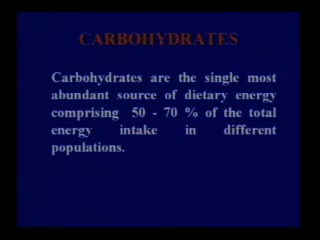 CARBOHYDRATES
Carbohydrates are the single most
abundant source of dietary energy
comprising 50 - 70 % of the total
energy intake in different
populations.